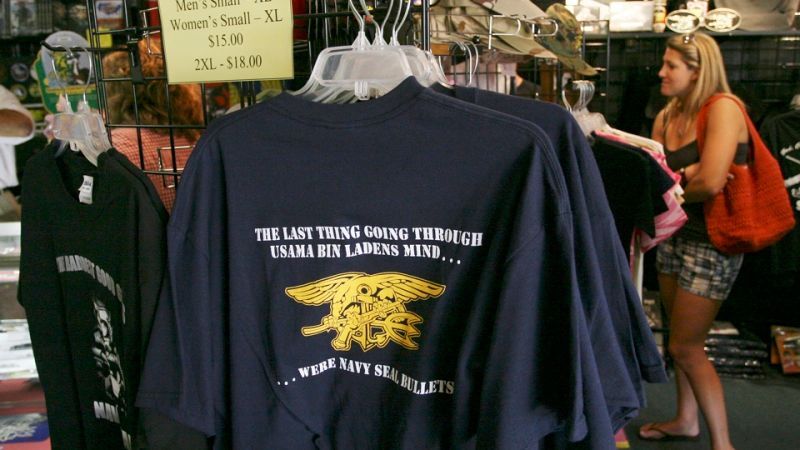 Men's Small – XL
Women's Small – XL
$15.00
2XL - $18.00
THE LAST THING GOING THROUGH
USAMA BIN LADENS MIND...
...WERE NAVY SEAL BULLETS